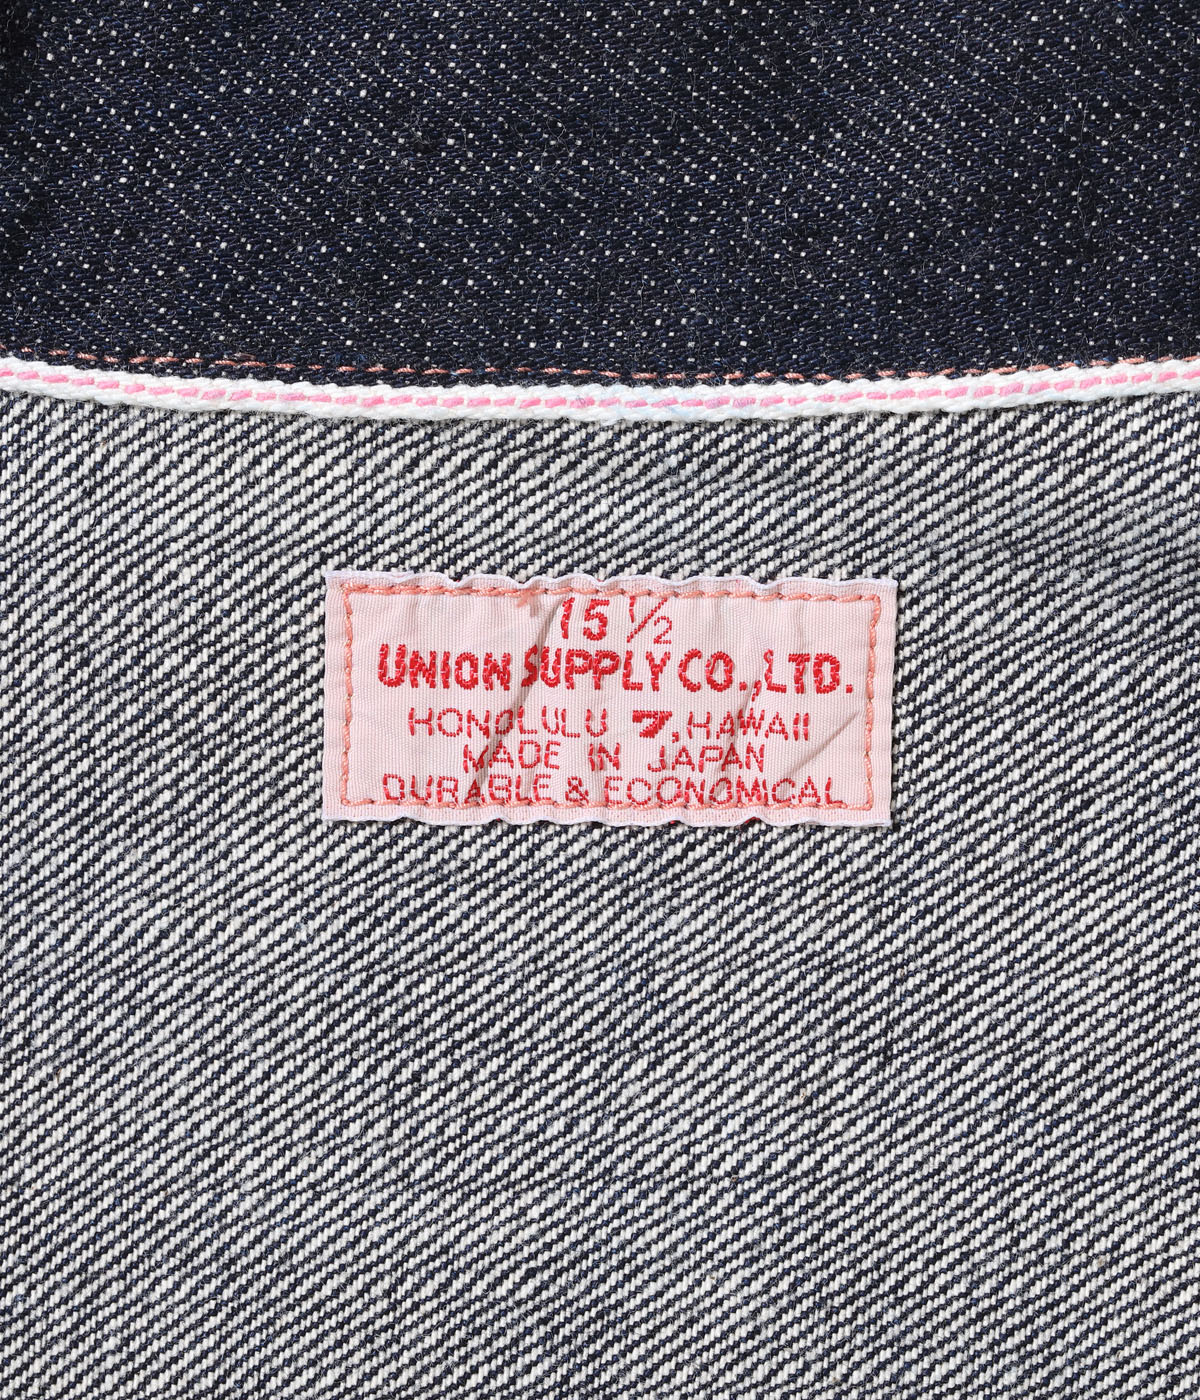 15 1/2
UNION SUPPLY CO., LTD.
HONOLULU 7, HAWAII
MADE IN JAPAN
DURABLE & ECONOMICAL